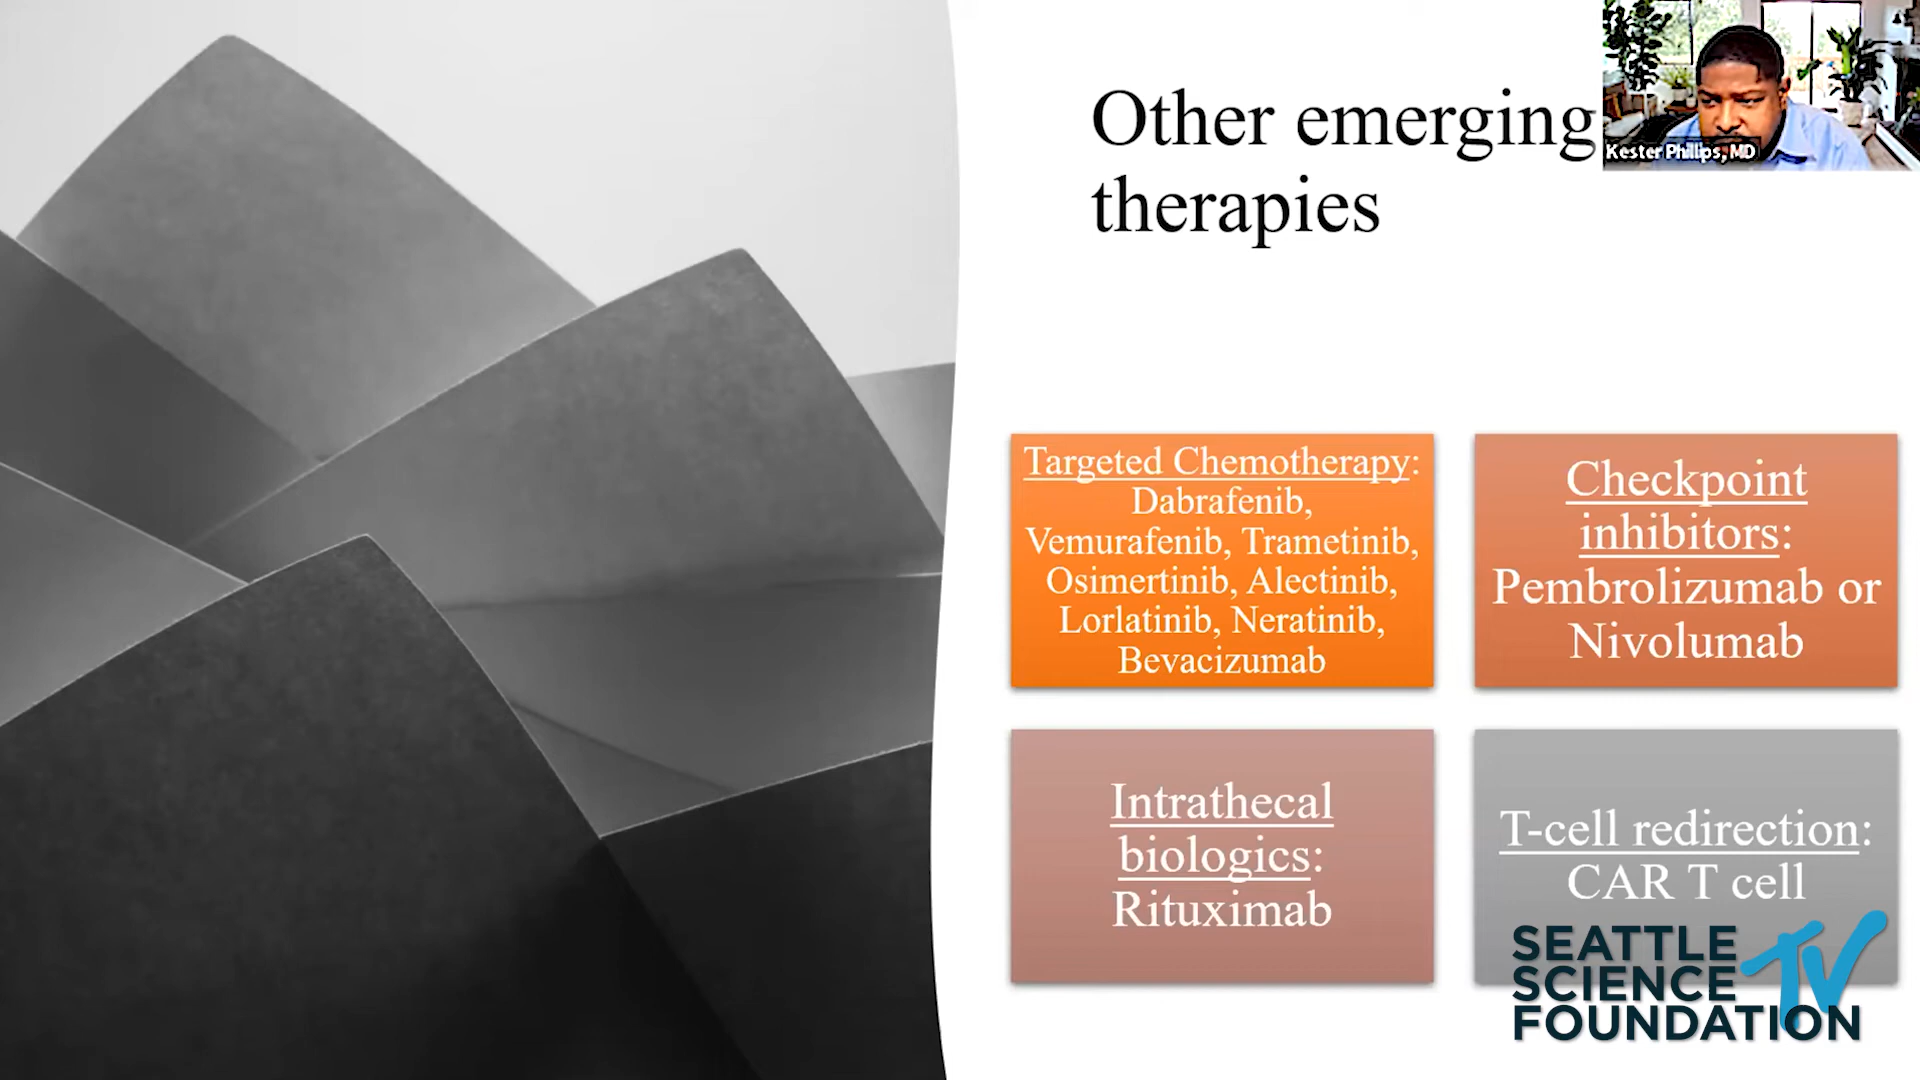 Other emerging
therapies
Kester Phillips, MD
Targeted Chemotherapy:
Dabrafenib,
Vemurafenib, Trametinib,
Osimertinib, Alectinib,
Lorlatinib, Neratinib,
Bevacizumab
Checkpoint
inhibitors:
Pembrolizumab or
Nivolumab
Intrathecal
biologics:
Rituximab
T-cell redirection:
CAR T cell
SEATTLE
SCIENCE TV
FOUNDATION